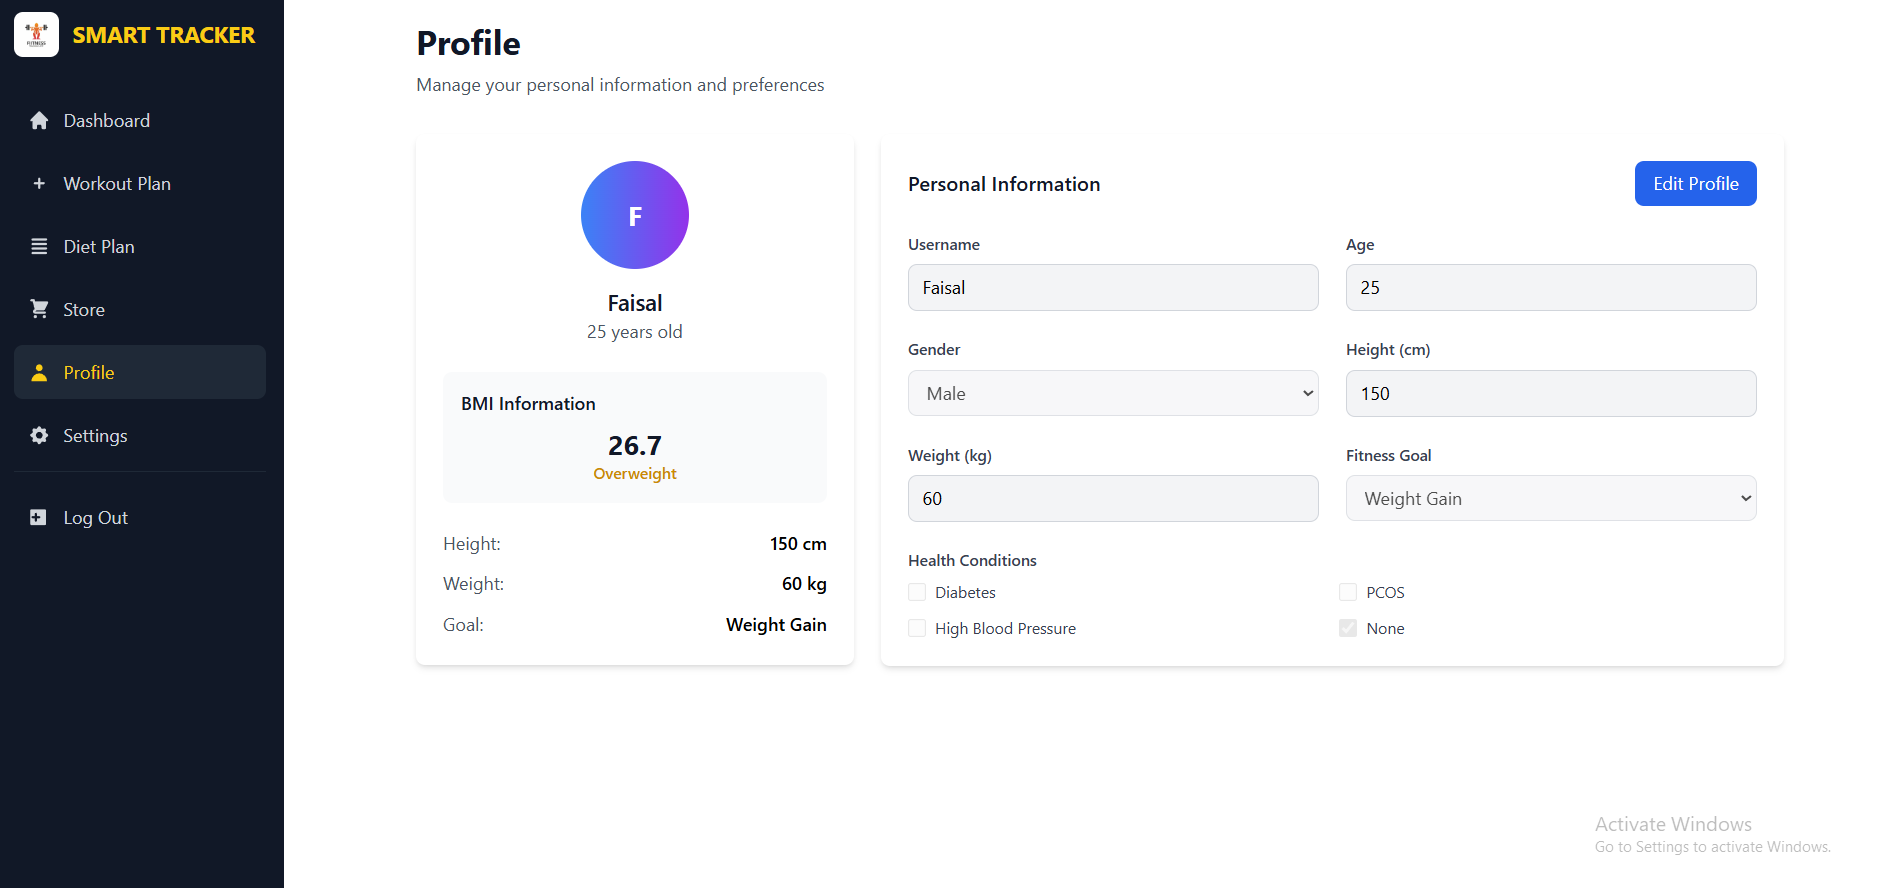 FITNESS
SMART TRACKER
Dashboard
Workout Plan
Diet Plan
Store
Profile
Settings
Log Out
Profile
Manage your personal information and preferences
F
Faisal
25 years old
BMI Information
26.7
Overweight
Height: 150 cm
Weight: 60 kg
Goal: Weight Gain
Personal Information
Edit Profile
Username
Faisal
Age
25
Gender
Male
Height (cm)
150
Weight (kg)
60
Fitness Goal
Weight Gain
Health Conditions
Diabetes
PCOS
High Blood Pressure
None
Activate Windows
Go to Settings to activate Windows.